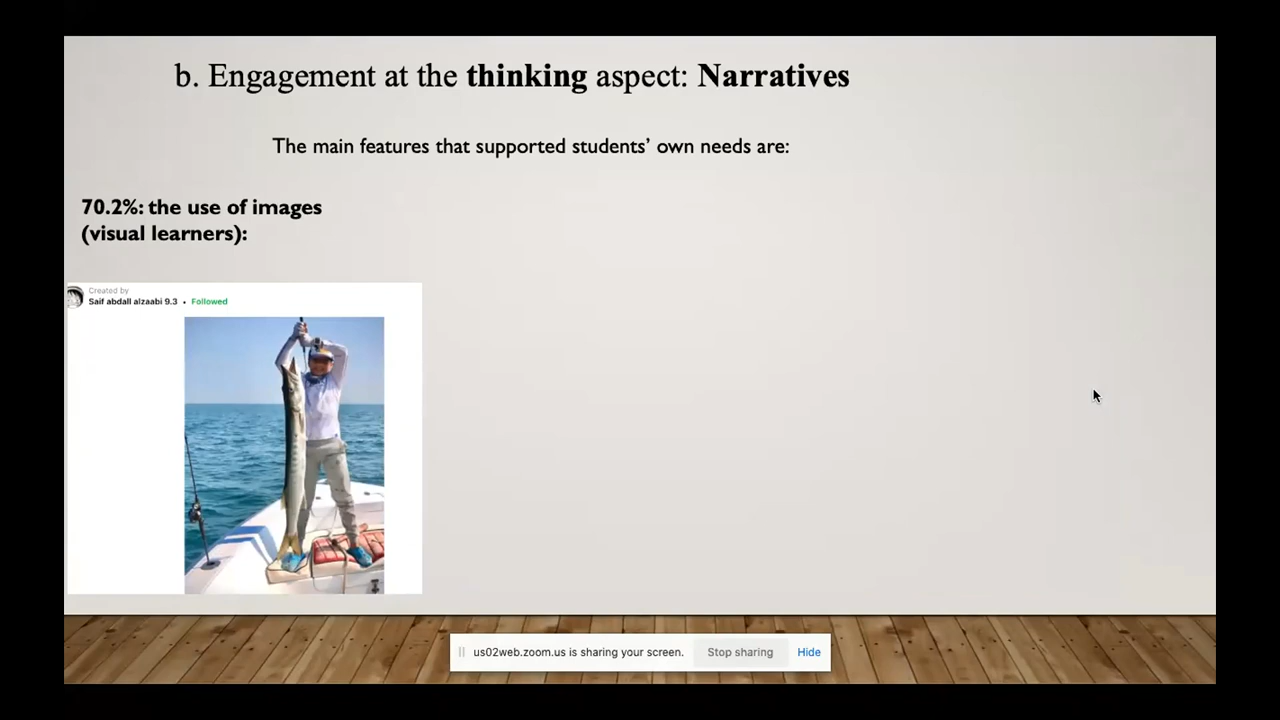 b. Engagement at the thinking aspect: Narratives
The main features that supported students’ own needs are:
70.2%: the use of images
(visual learners):
Created by
Saif abdall alzaabi 9.3 • Followed
us02web.zoom.us is sharing your screen.
Stop sharing
Hide